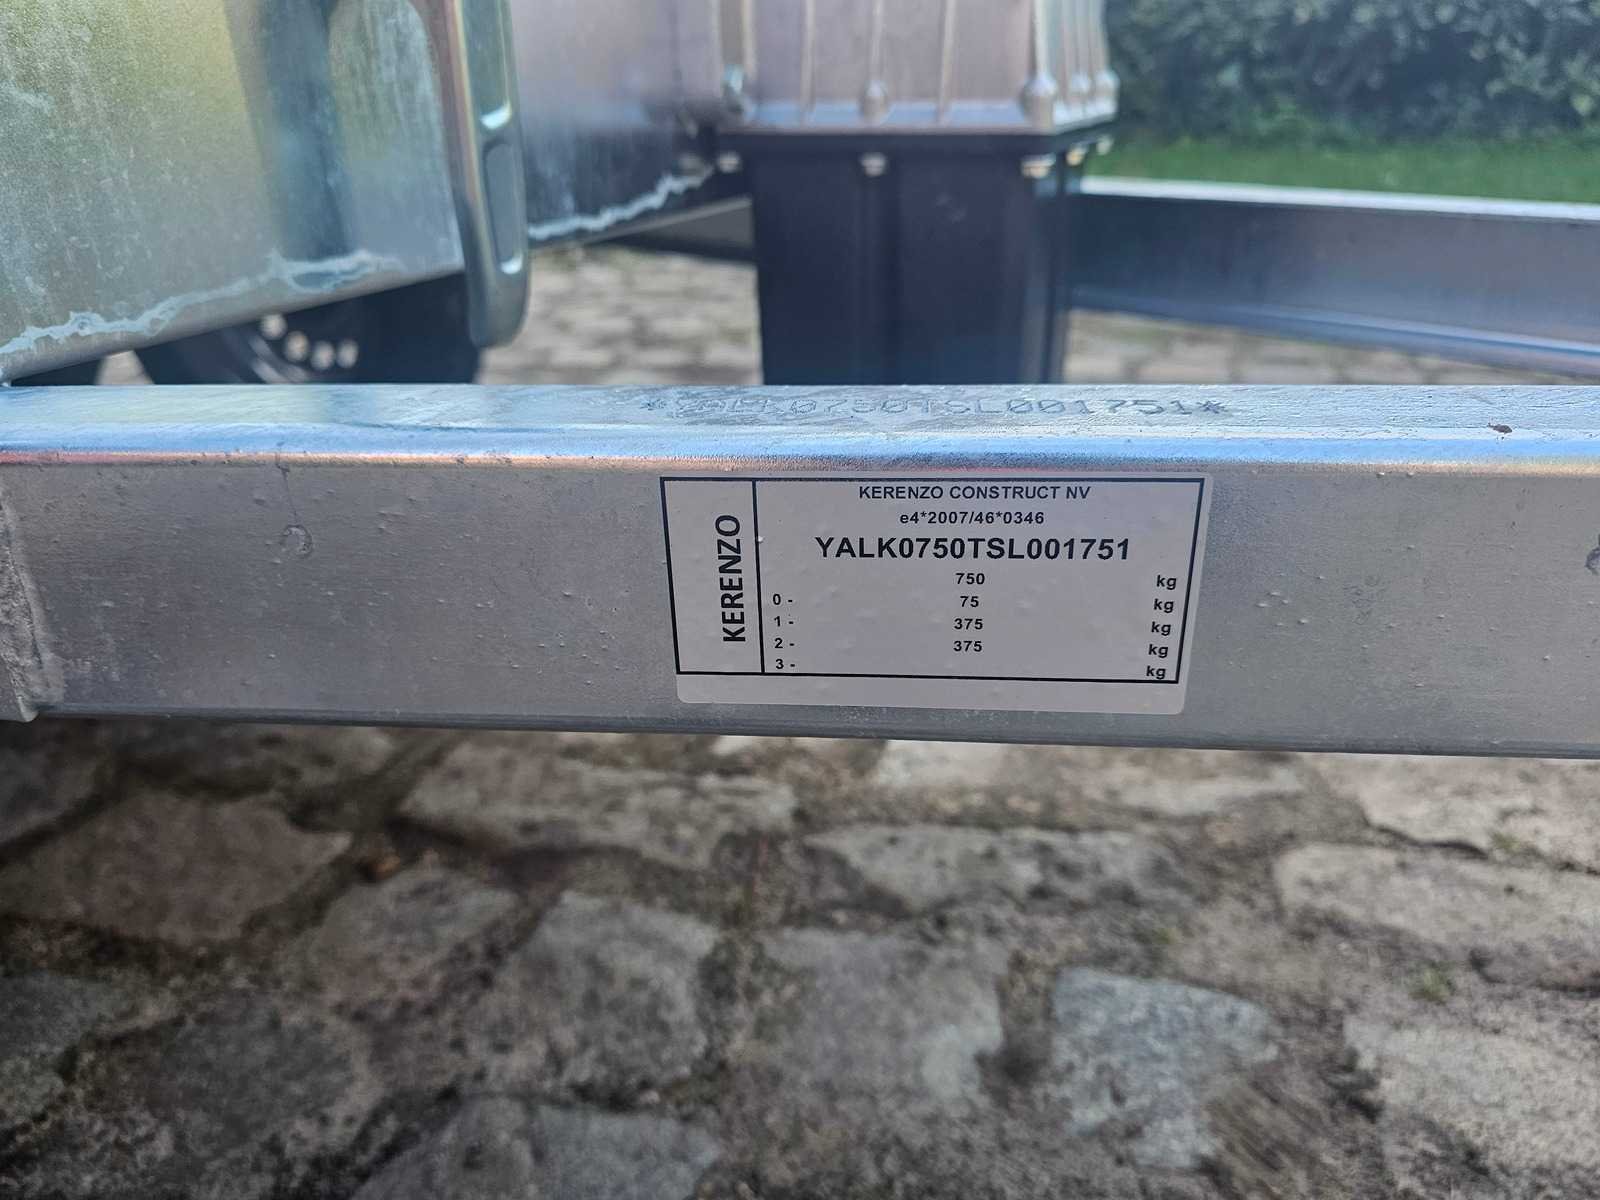 *YALK0750TSL001751*
KERENZO
KERENZO CONSTRUCT NV
e4*2007/46*0346
YALK0750TSL001751
750 kg
0 - 75 kg
1 - 375 kg
2 - 375 kg
3 - kg